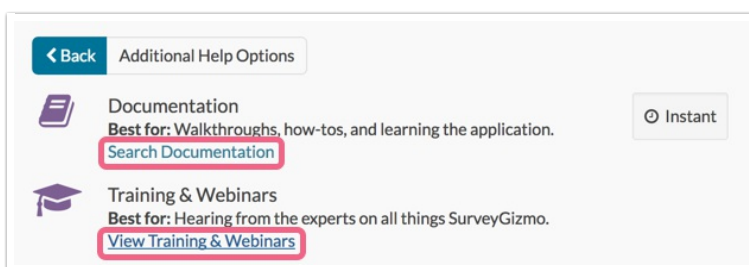 Back Additional Help Options
Documentation
Best for: Walkthroughs, how-tos, and learning the application.
Search Documentation
Instant
Training & Webinars
Best for: Hearing from the experts on all things SurveyGizmo.
View Training & Webinars